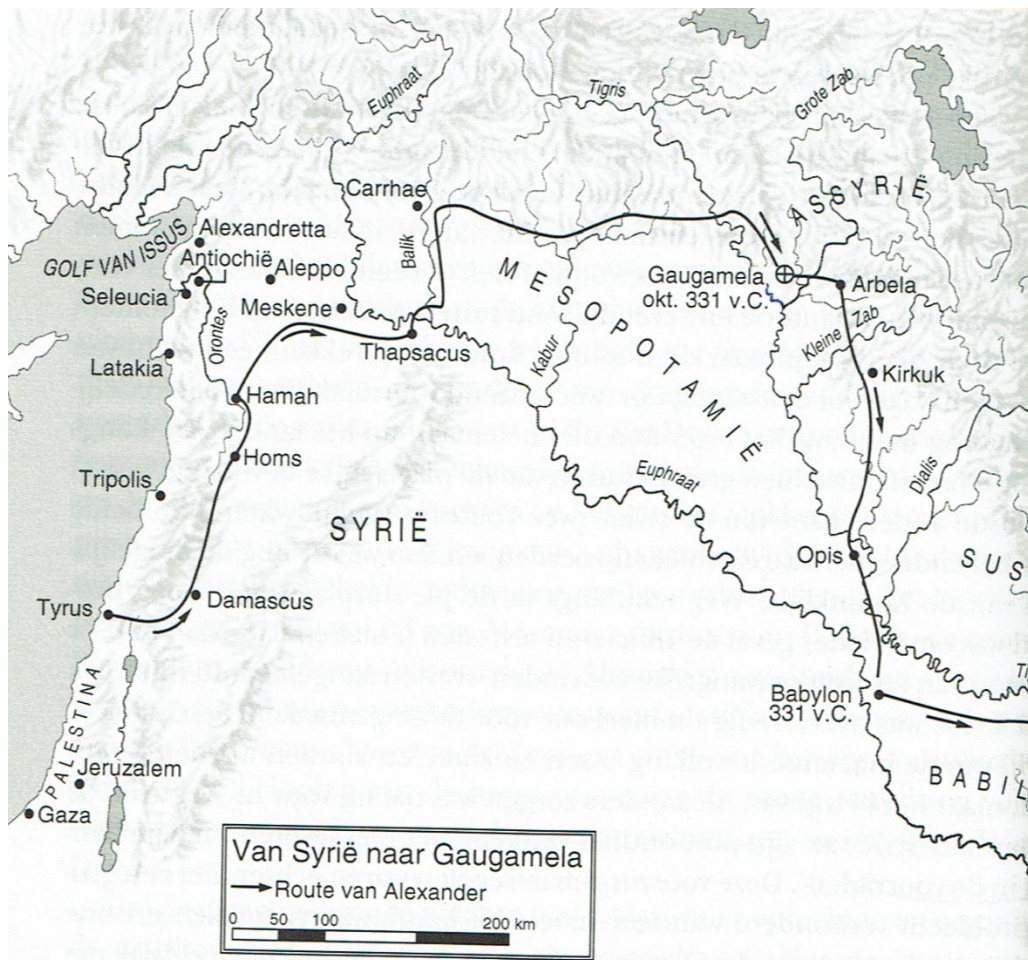 Euphraat
Tigris
Grote Zab
Carrhae
ASSYRIË
Alexandretta
GOLF VAN ISSUS
Balik
Antiochië
Aleppo
MESOPOTAMIE
Gaugamela
okt. 331 v.C.
Arbela
Seleucia
Meskene
Orontes
Thapsacus
Kabur
Kleine Zab
Latakia
Hamah
Kirkuk
Homs
Euphraat
Diallis
Tripolis
SYRIË
Opis
SUS
Tyrus
Damascus
PALESTINA
Babylon
331 v.C.
Jeruzalem
BABIL
Gaza
Van Syrië naar Gaugamela
Route van Alexander
0 50 100 200 km